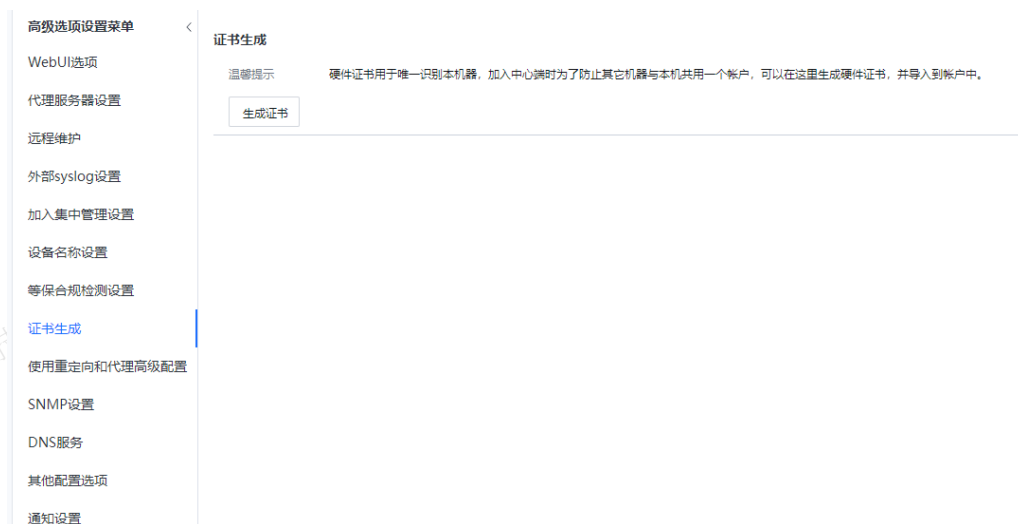 高级选项设置菜单
WebUI选项
代理服务器设置
远程维护
外部syslog设置
加入集中管理设置
设备名称设置
等保合规检测设置
证书生成
使用重定向和代理高级配置
SNMP设置
DNS服务
其他配置选项
通知设置
证书生成
温馨提示 硬件证书用于唯一识别本机器，加入中心端时为了防止其它机器与本机共用一个帐户，可以在这里生成硬件证书，并导入到帐户中。
生成证书